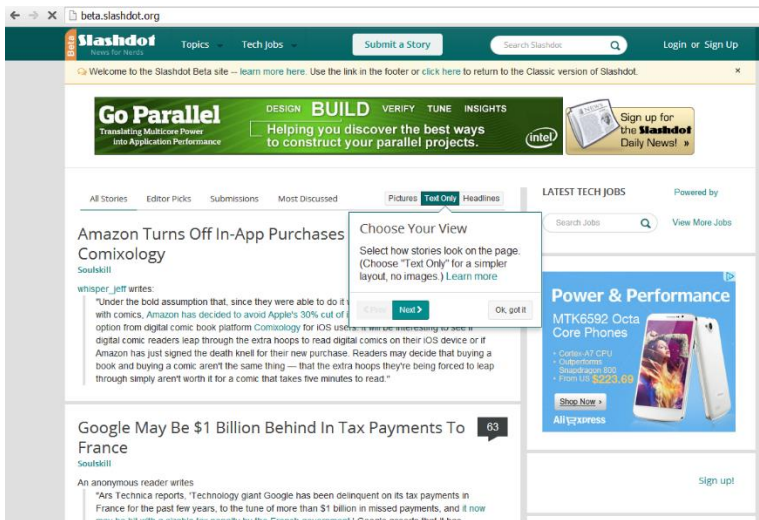 beta.slashdot.org
Beta
Slashdot
News for Nerds
Topics
Tech Jobs
Submit a Story
Search Slashdot
Login or Sign Up
Welcome to the Slashdot Beta site -- learn more here. Use the link in the footer or click here to return to the Classic version of Slashdot.
×
Go Parallel
Translating Multicore Power
into Application Performance
DESIGN BUILD VERIFY TUNE INSIGHTS
Helping you discover the best ways
to construct your parallel projects.
intel
NEWS
Sign up for
the Slashdot
Daily News! »
All Stories
Editor Picks
Submissions
Most Discussed
Pictures
Text Only
Headlines
Amazon Turns Off In-App Purchases
Comixology
Soulskill
whisper_jeff writes:
"Under the bold assumption that, since they were able to do it
with comics, Amazon has decided to avoid Apple's 30% cut of
option from digital comic book platform Comixology for iOS users. It will be interesting to see if
digital comic readers leap through the extra hoops to read digital comics on their iOS device or if
Amazon has just signed the death knell for their new purchase. Readers may decide that buying a
book and buying a comic aren't the same thing — that the extra hoops they're being forced to leap
through simply aren't worth it for a comic that takes five minutes to read."
Choose Your View
Select how stories look on the page.
(Choose "Text Only" for a simpler
layout, no images.) Learn more
< Prev
Next >
Ok, got it
Google May Be $1 Billion Behind In Tax Payments To
France
63
Soulskill
An anonymous reader writes
"Ars Technica reports, 'Technology giant Google has been delinquent on its tax payments in
France for the past few years, to the tune of more than $1 billion in missed payments, and it now
LATEST TECH JOBS
Powered by
Search Jobs
View More Jobs
Power & Performance
MTK6592 Octa
Core Phones
• Cortex-A7 CPU
• Outperforms
Snapdragon 800
• From US $223.69
Shop Now >
AliExpress
Sign up!